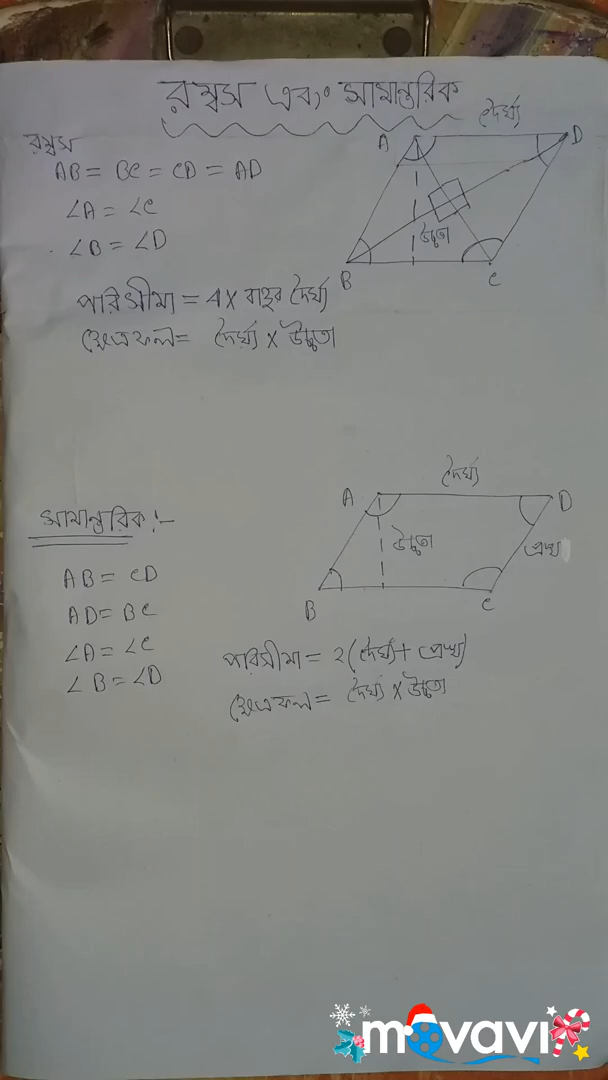 রম্বস এবং সামান্তরিক
রম্বস
AB = BC = CD = AD
∠A = ∠C
∠B = ∠D
পরিসীমা = 4 X বাহুর দৈর্ঘ্য
ক্ষেত্রফল = দৈর্ঘ্য X উচ্চতা
দৈর্ঘ্য
A
D
উচ্চতা
B
C
সামান্তরিক :-
AB = CD
AD = BC
∠A = ∠C
∠B = ∠D
দৈর্ঘ্য
A
D
উচ্চতা
প্রস্থ
B
C
পরিসীমা = ২(দৈর্ঘ্য + প্রস্থ)
ক্ষেত্রফল = দৈর্ঘ্য X উচ্চতা
movavi